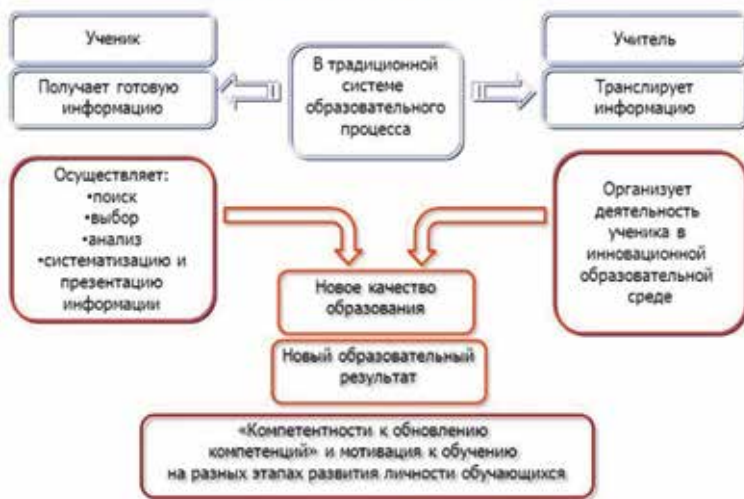 Ученик
Получает готовую
информацию
В традиционной
системе
образовательного
процесса
Учитель
Транслирует
информацию
Осуществляет:
•поиск
•выбор
•анализ
•систематизацию и
презентацию
информации
Организует
деятельность
ученика в
инновационной
образовательной
среде
Новое качество
образования
Новый образовательный
результат
«Компетентности к обновлению
компетенций» и мотивация к обучению
на разных этапах развития личности обучающихся